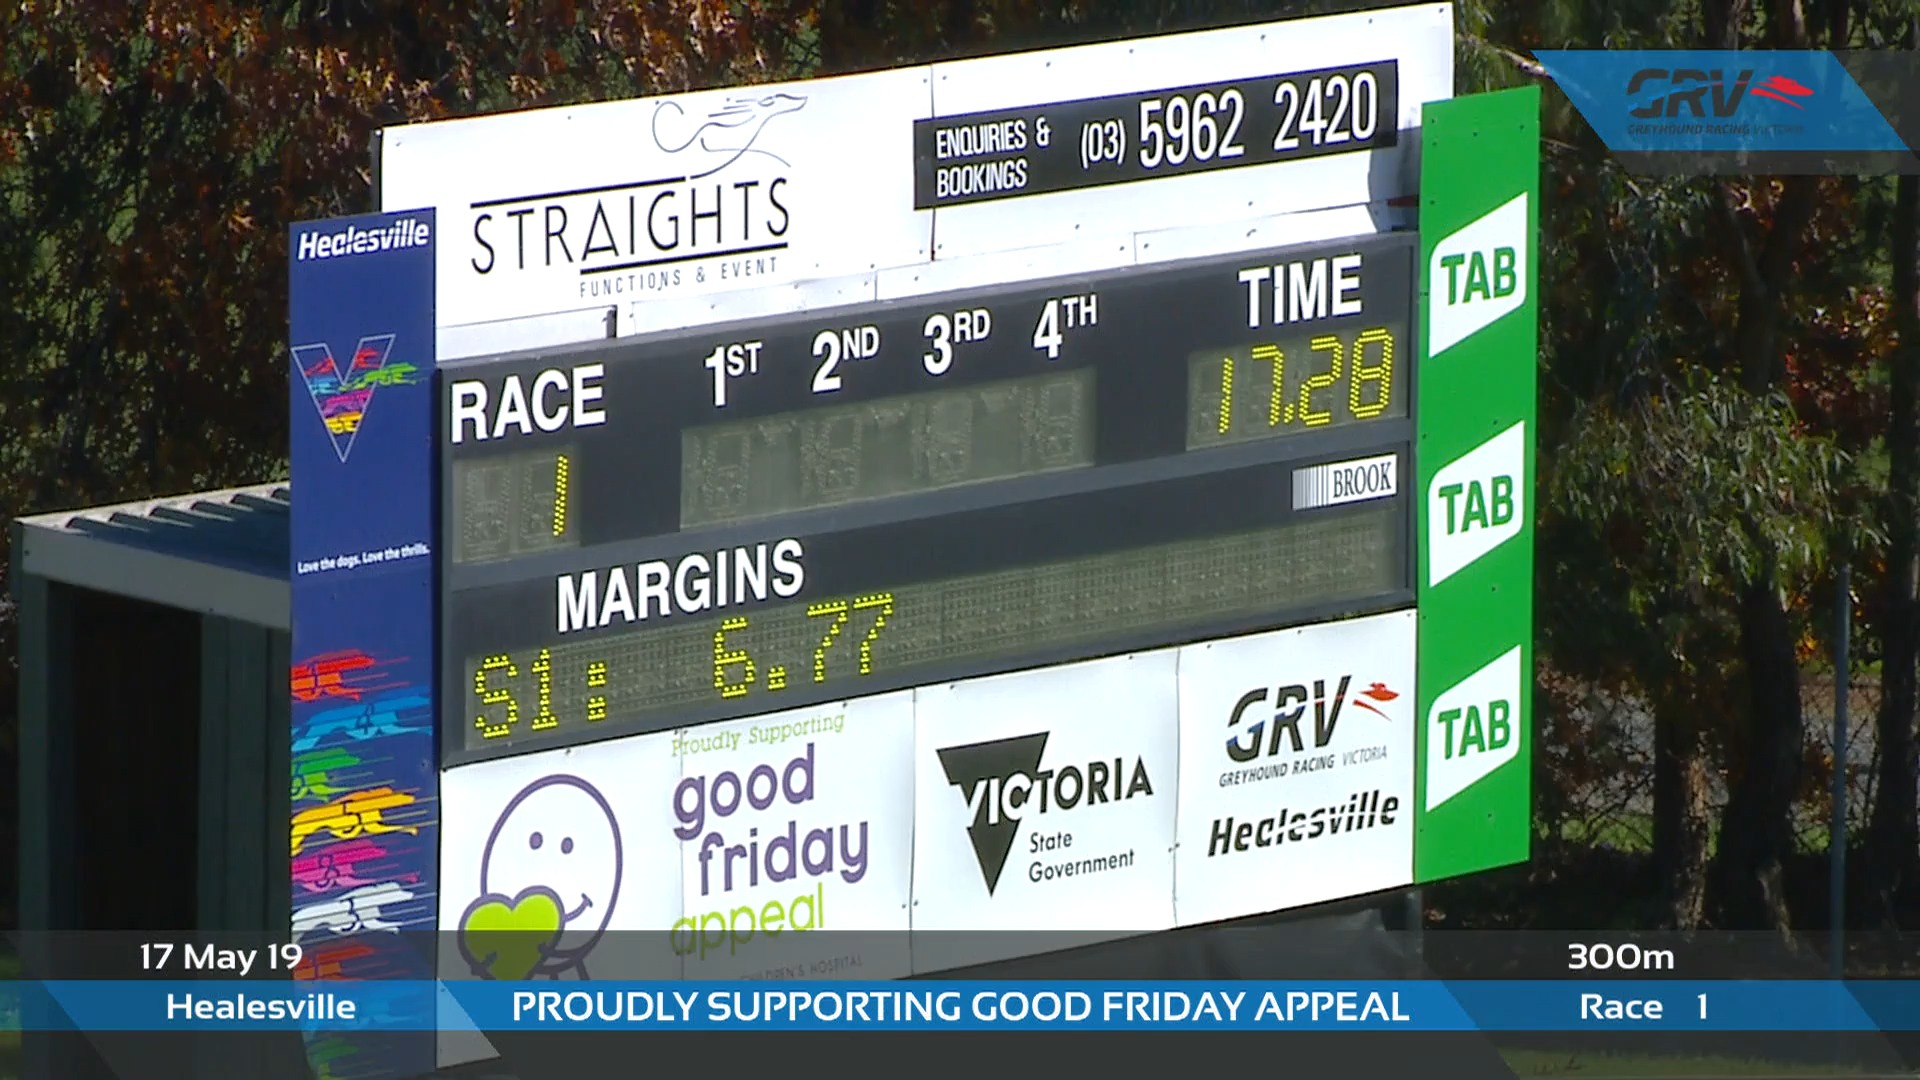 GRV
GREYHOUND RACING VICTORIA
STRAIGHTS
FUNCTIONS & EVENT
ENQUIRIES &
BOOKINGS
(03) 5962 2420
Healesville
V
Love the dogs. Love the thrills.
TAB
TAB
TAB
RACE
1ST 2ND 3RD 4TH
TIME
1
17.28
BROOK
MARGINS
S1: 6.77
Proudly Supporting
good
friday
appeal
VICTORIA
State
Government
GRV
GREYHOUND RACING VICTORIA
Healesville
17 May 19
Healesville
PROUDLY SUPPORTING GOOD FRIDAY APPEAL
300m
Race 1